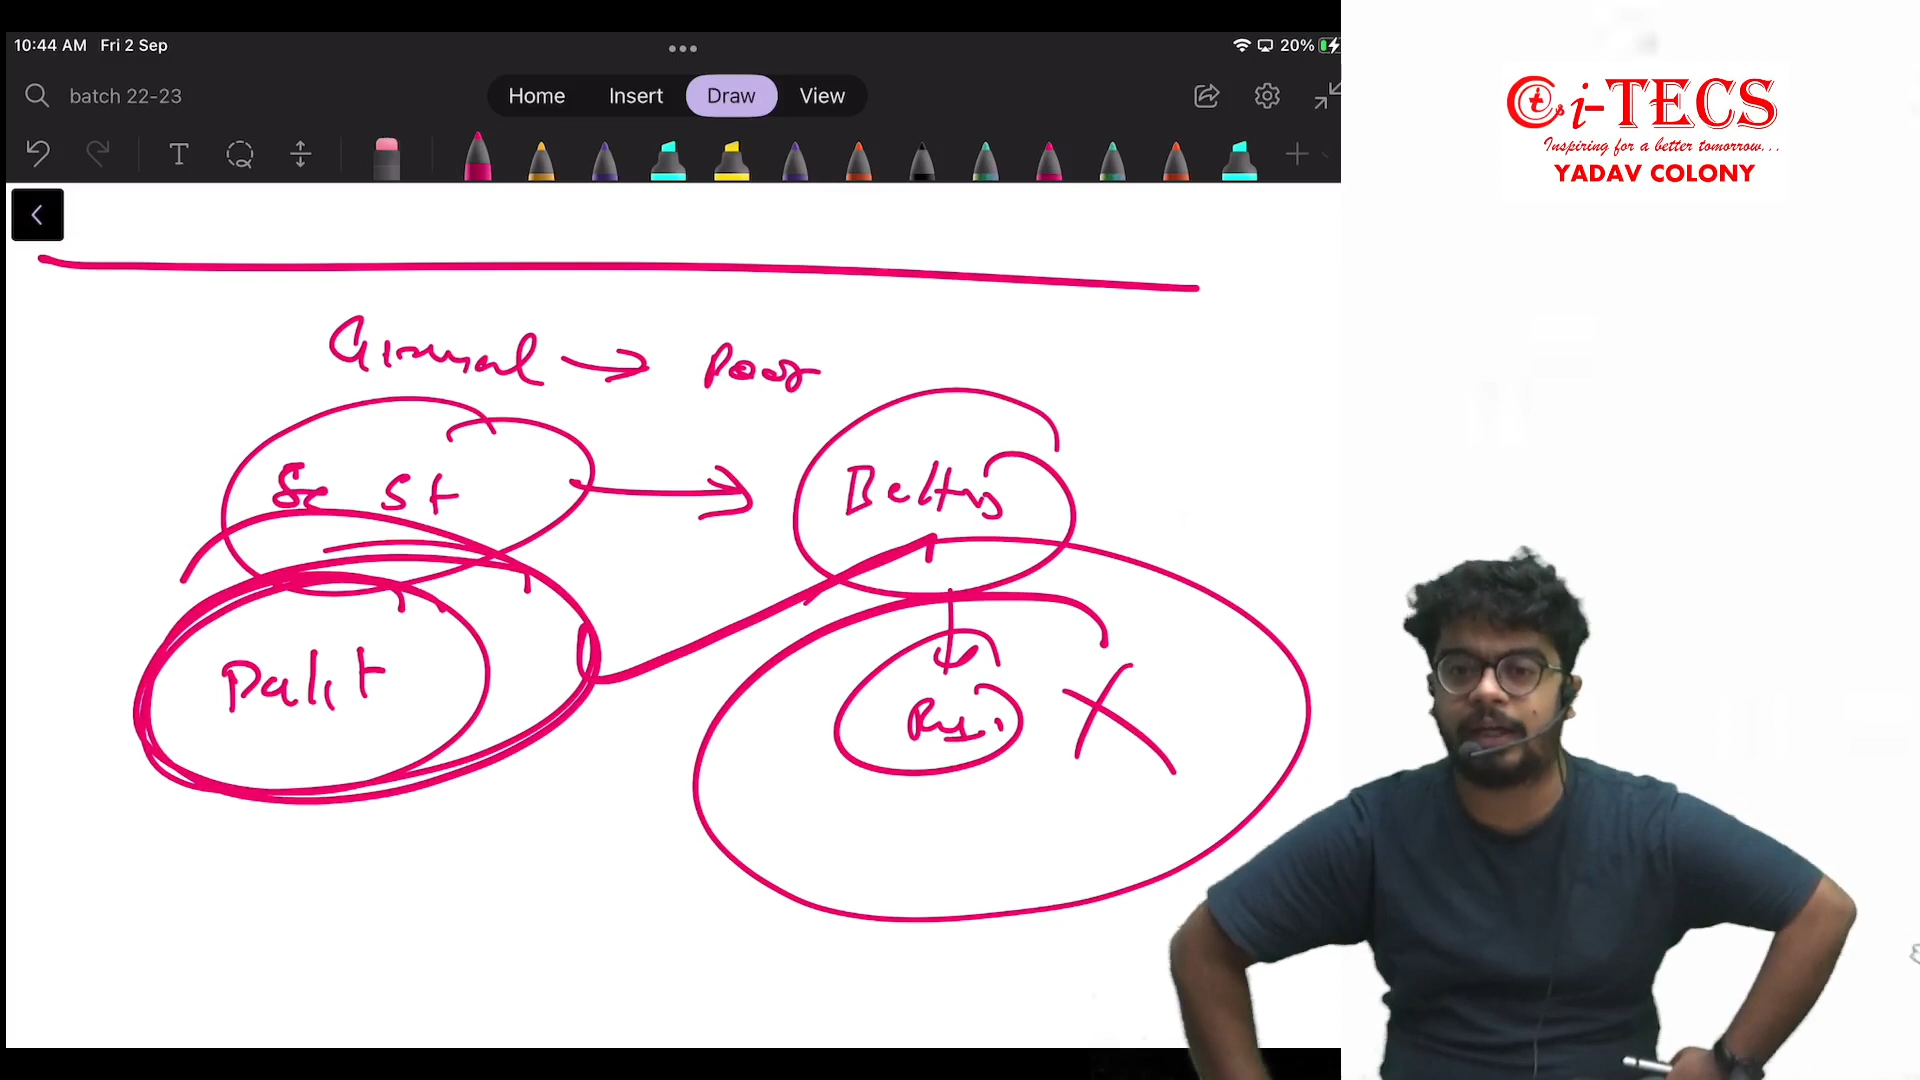 10:44 AM Fri 2 Sep
20%
batch 22-23
Home Insert Draw View
T
i-TECS
Inspiring for a better tomorrow...
YADAV COLONY
General → Poor
Sc St
Dalit